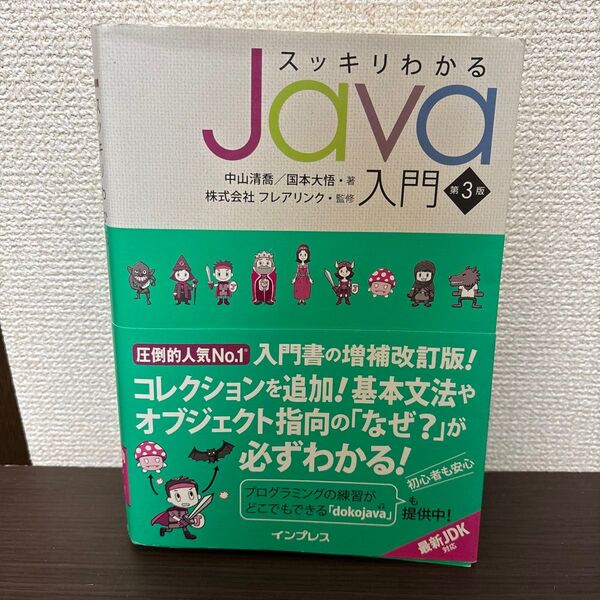 スッキリわかる
Java
入門
第3版
中山清喬／国本大悟・著
株式会社 フレアリンク・監修
圧倒的人気No.1※ 入門書の増補改訂版!
コレクションを追加!基本文法や
オブジェクト指向の「なぜ?」が
必ずわかる!
初心者も安心
プログラミングの練習が
どこでもできる「dokojava」も
提供中!
インプレス
最新JDK
対応